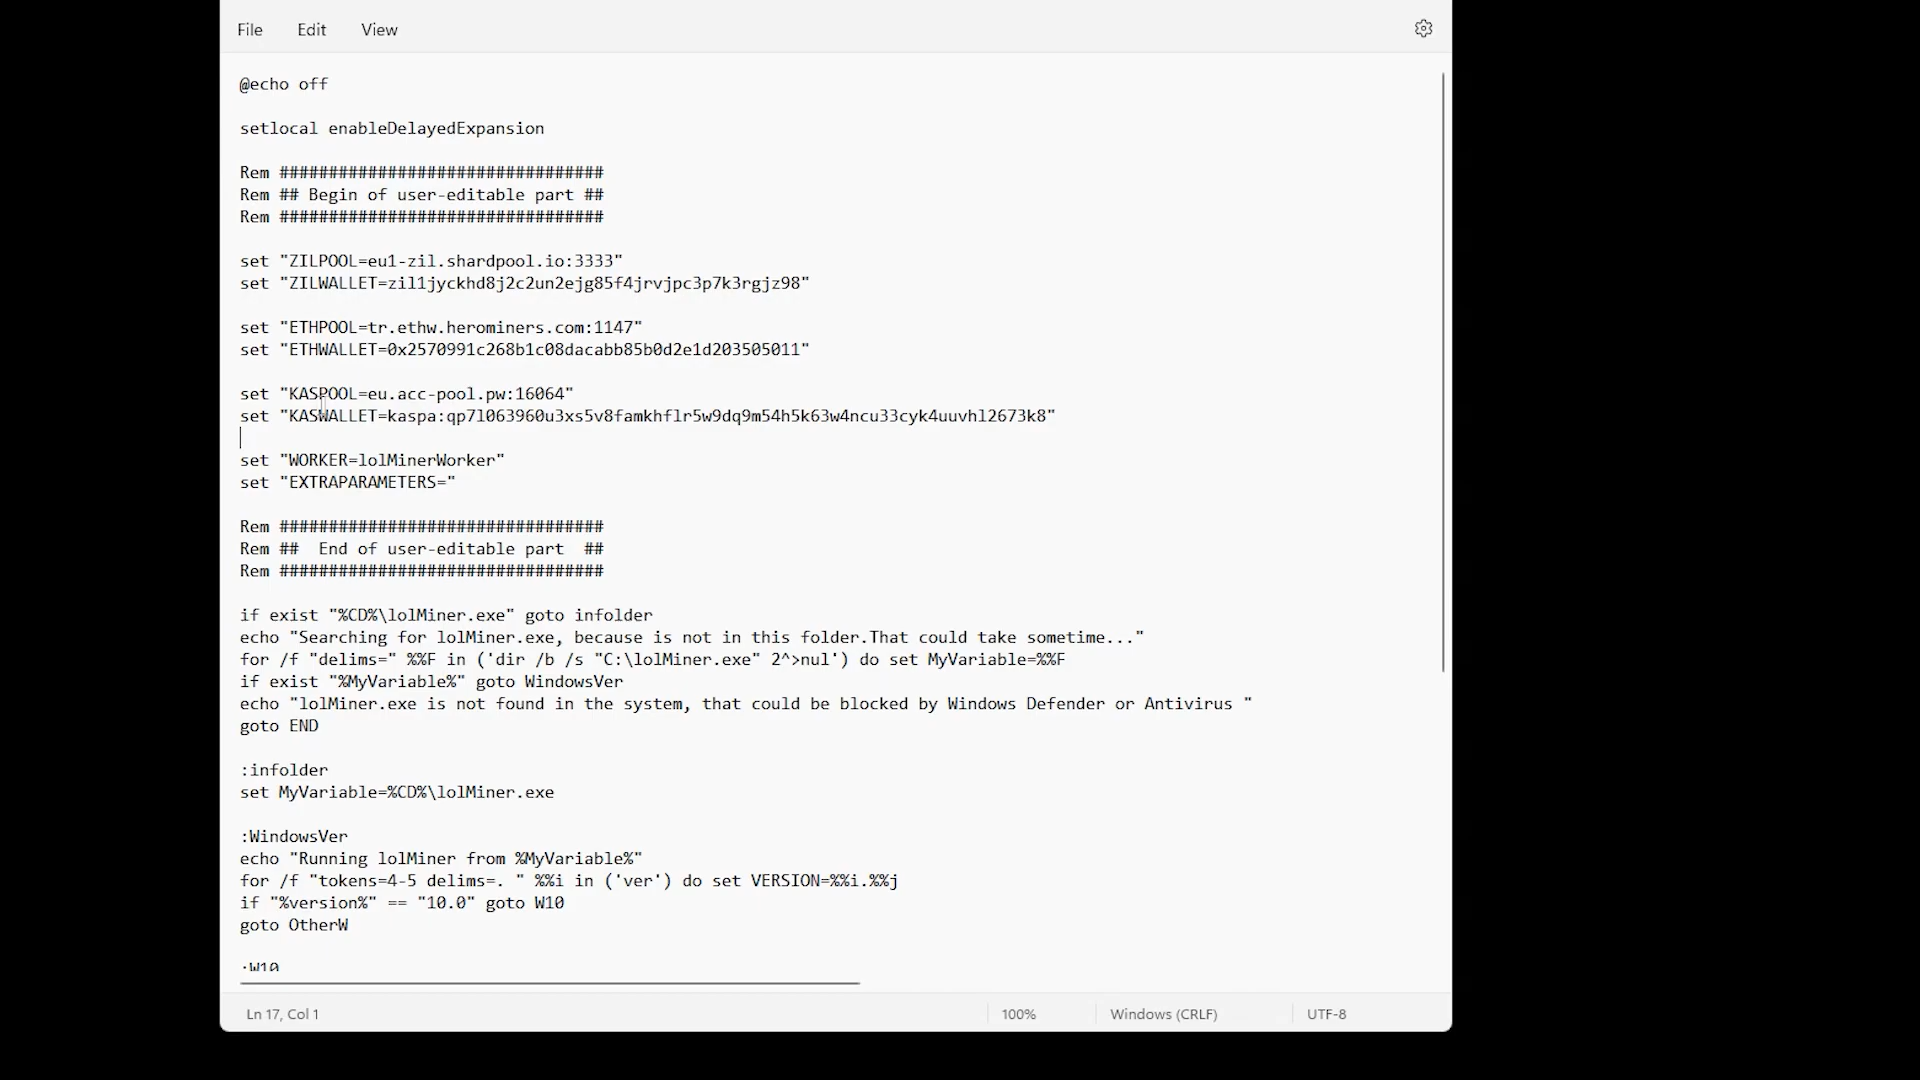 File Edit View
@echo off
setlocal enableDelayedExpansion
Rem #################################
Rem ## Begin of user-editable part ##
Rem #################################
set "ZILPOOL=eu1-zil.shardpool.io:3333"
set "ZILWALLET=zil1jyckhd8j2c2un2ejg85f4jrvjpc3p7k3rgjz98"
set "ETHPOOL=tr.ethw.herominers.com:1147"
set "ETHWALLET=0x2570991c268b1c08dacabb85b0d2e1d203505011"
set "KASPOOL=eu.acc-pool.pw:16064"
set "KASWALLET=kaspa:qp7l063960u3xs5v8famkhflr5w9dq9m54h5k63w4ncu33cyk4uuvhl2673k8"
set "WORKER=lolMinerWorker"
set "EXTRAPARAMETERS="
Rem #################################
Rem ##  End of user-editable part  ##
Rem #################################
if exist "%CD%\lolMiner.exe" goto infolder
echo "Searching for lolMiner.exe, because is not in this folder.That could take sometime..."
for /f "delims=" %%F in ('dir /b /s "C:\lolMiner.exe" 2^>nul') do set MyVariable=%%F
if exist "%MyVariable%" goto WindowsVer
echo "lolMiner.exe is not found in the system, that could be blocked by Windows Defender or Antivirus "
goto END
:infolder
set MyVariable=%CD%\lolMiner.exe
:WindowsVer
echo "Running lolMiner from %MyVariable%"
for /f "tokens=4-5 delims=. " %%i in ('ver') do set VERSION=%%i.%%j
if "%version%" == "10.0" goto W10
goto OtherW
:W10
Ln 17, Col 1 100% Windows (CRLF) UTF-8